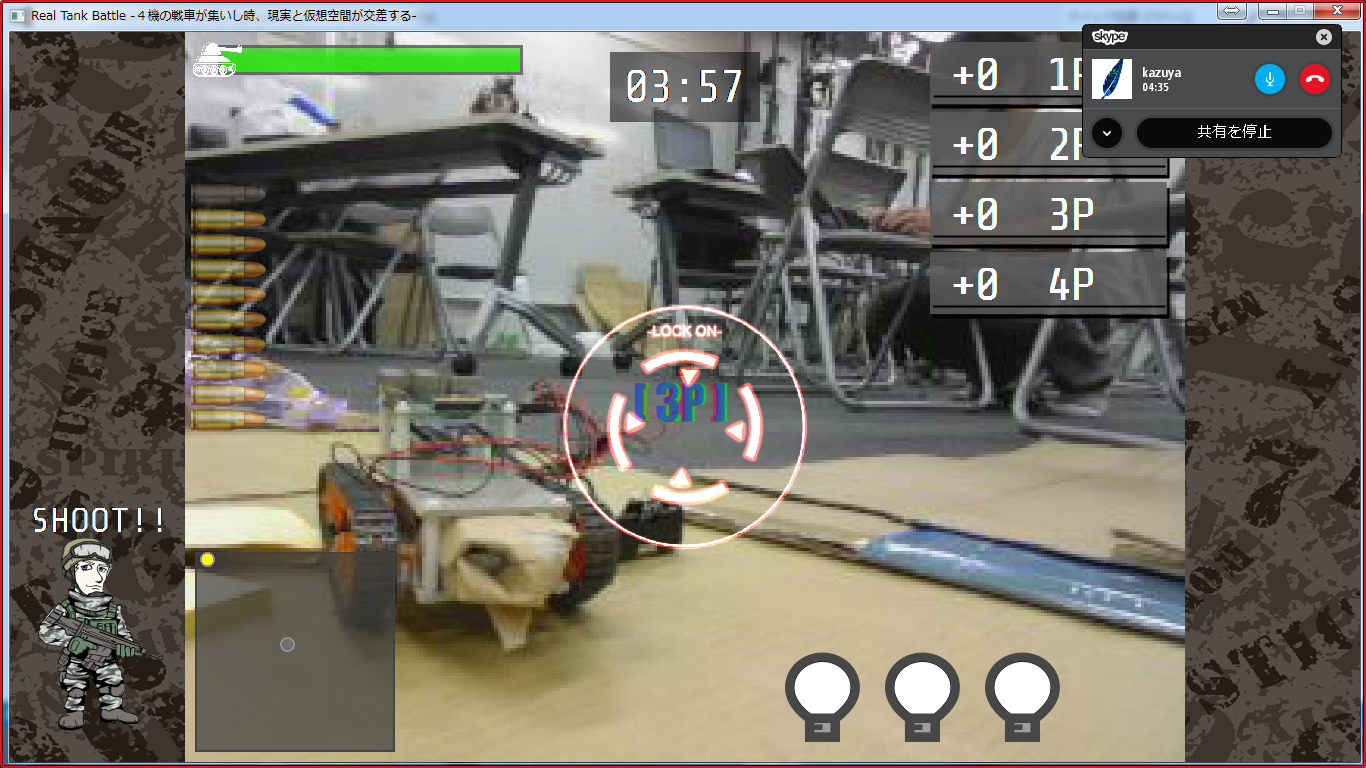 Real Tank Battle -４機の戦車が集いし時、現実と仮想空間が交差する-
skype
kazuya
04:35
共有を停止
03:57
+0 1P
+0 2P
+0 3P
+0 4P
-LOCK ON-
[3P]
JUSTICE
SPIRIT
SHOOT!!